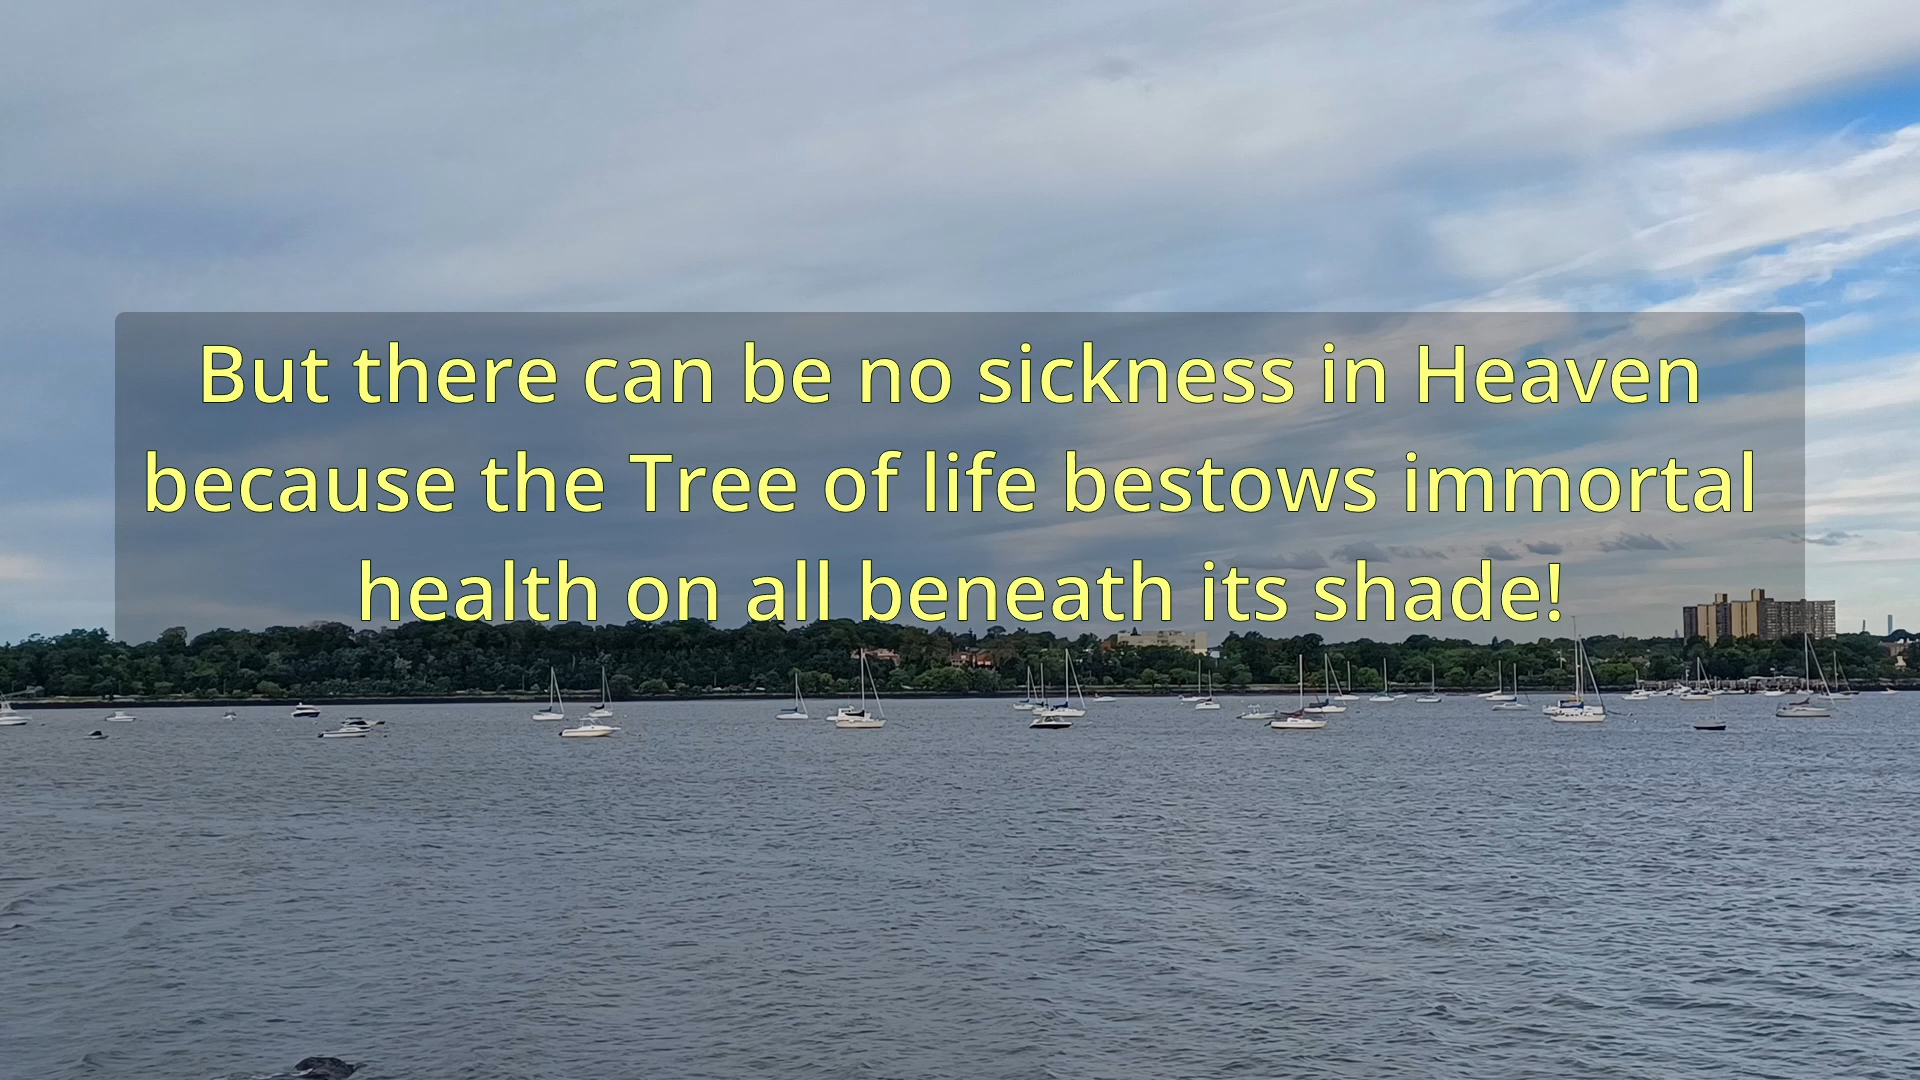 But there can be no sickness in Heaven
because the Tree of life bestows immortal
health on all beneath its shade!